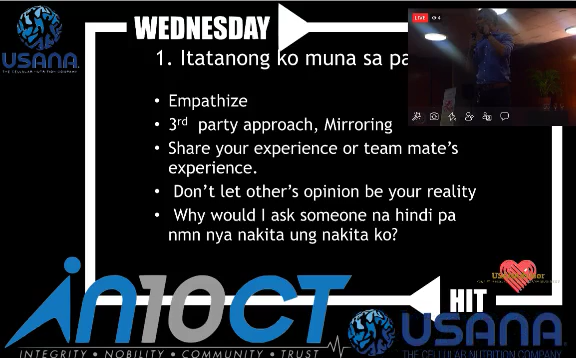 WEDNESDAY
USANA
THE CELLULAR NUTRITION COMPANY
LIVE 4
1. Itatanong ko muna sa pa
• Empathize
• 3rd party approach, Mirroring
• Share your experience or team mate's
experience.
• Don't let other's opinion be your reality
• Why would I ask someone na hindi pa
nmn nya nakita ung nakita ko?
in10CT
INTEGRITY • NOBILITY • COMMUNITY • TRUST
HIT
USANA
THE CELLULAR NUTRITION COMPANY